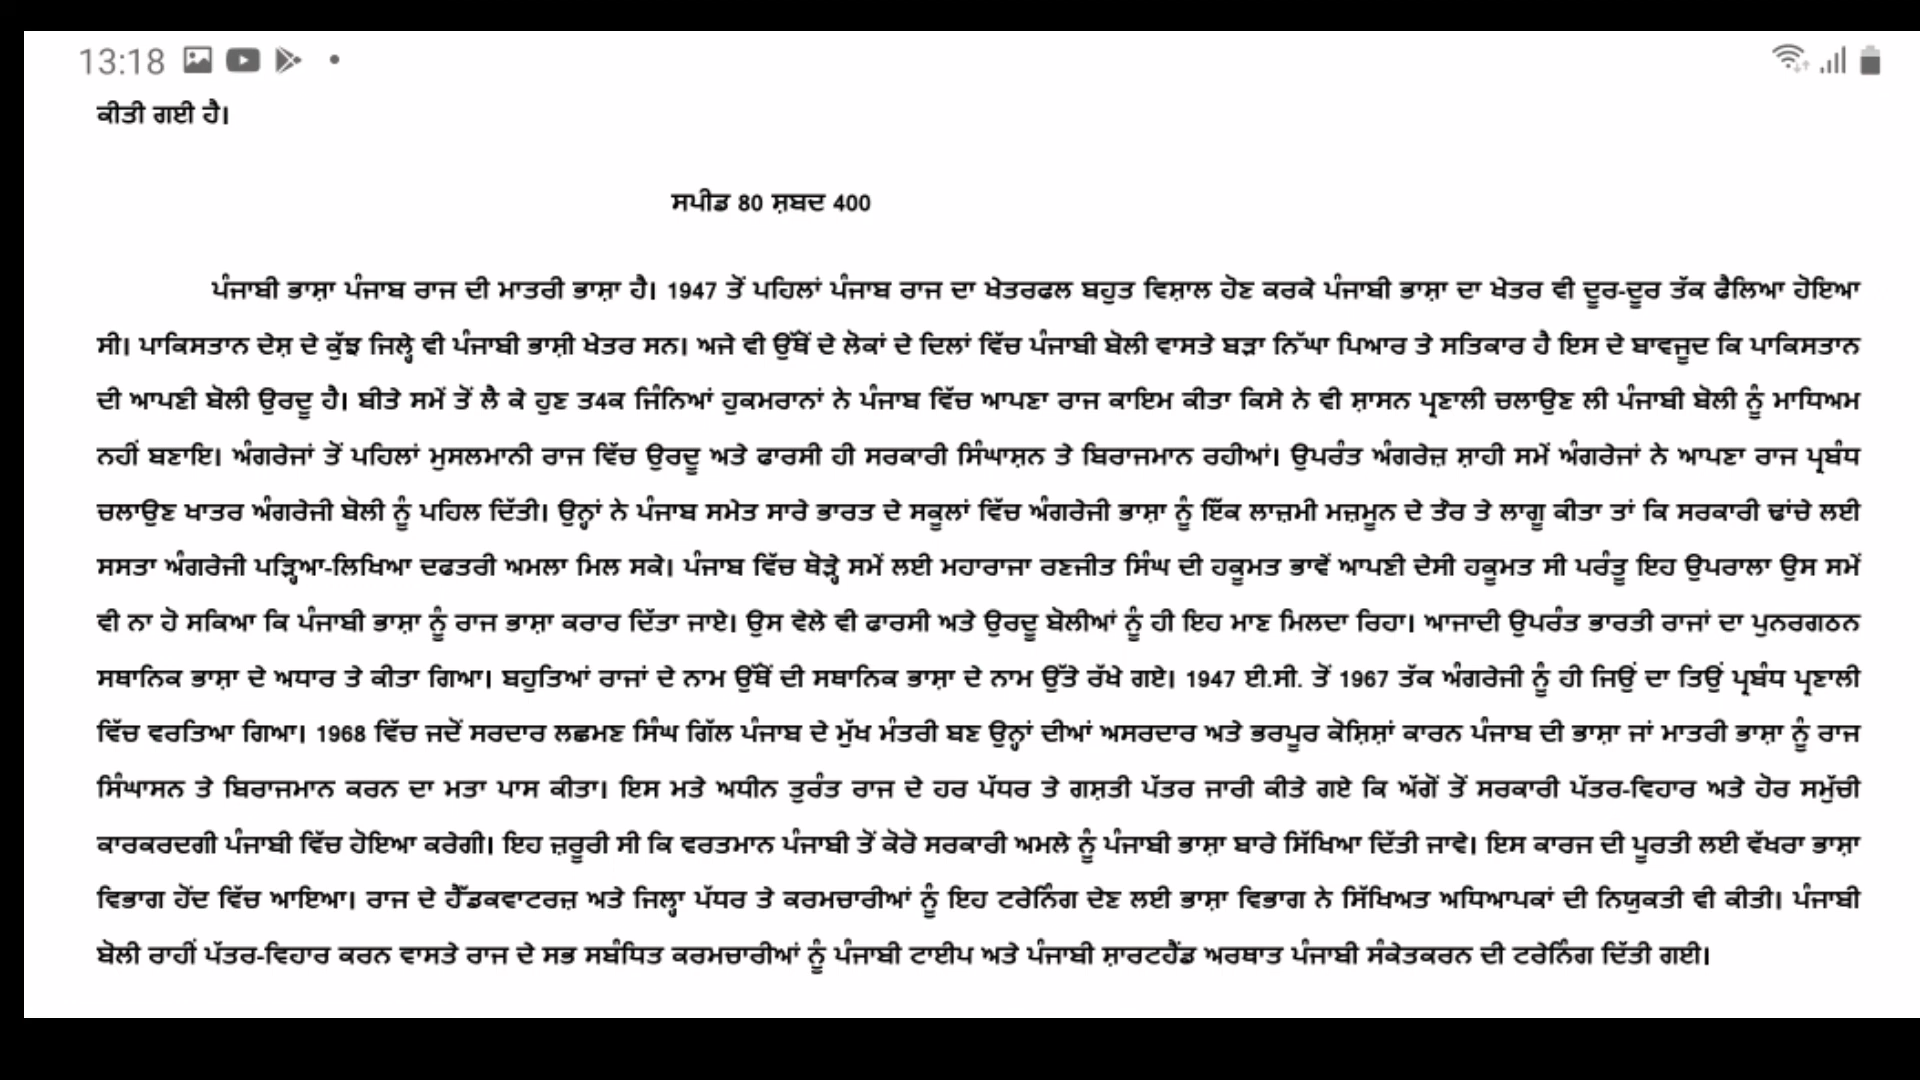 13:18
ਕੀਤੀ ਗਈ ਹੈ।
ਸਪੀਡ 80 ਸ਼ਬਦ 400
ਪੰਜਾਬੀ ਭਾਸ਼ਾ ਪੰਜਾਬ ਰਾਜ ਦੀ ਮਾਤਰੀ ਭਾਸ਼ਾ ਹੈ। 1947 ਤੋਂ ਪਹਿਲਾਂ ਪੰਜਾਬ ਰਾਜ ਦਾ ਖੇਤਰਫਲ ਬਹੁਤ ਵਿਸ਼ਾਲ ਹੋਣ ਕਰਕੇ ਪੰਜਾਬੀ ਭਾਸ਼ਾ ਦਾ ਖੇਤਰ ਵੀ ਦੂਰ-ਦੂਰ ਤੱਕ ਫੈਲਿਆ ਹੋਇਆ
ਸੀ। ਪਾਕਿਸਤਾਨ ਦੇਸ਼ ਦੇ ਕੁੱਝ ਜਿਲ੍ਹੇ ਵੀ ਪੰਜਾਬੀ ਭਾਸ਼ੀ ਖੇਤਰ ਸਨ। ਅਜੇ ਵੀ ਉੱਥੋਂ ਦੇ ਲੋਕਾਂ ਦੇ ਦਿਲਾਂ ਵਿੱਚ ਪੰਜਾਬੀ ਬੋਲੀ ਵਾਸਤੇ ਬੜਾ ਨਿੱਘਾ ਪਿਆਰ ਤੇ ਸਤਿਕਾਰ ਹੈ ਇਸ ਦੇ ਬਾਵਜੂਦ ਕਿ ਪਾਕਿਸਤਾਨ
ਦੀ ਆਪਣੀ ਬੋਲੀ ਉਰਦੂ ਹੈ। ਬੀਤੇ ਸਮੇਂ ਤੋਂ ਲੈ ਕੇ ਹੁਣ ਤ4ਕ ਜਿੰਨਿਆਂ ਹੁਕਮਰਾਨਾਂ ਨੇ ਪੰਜਾਬ ਵਿੱਚ ਆਪਣਾ ਰਾਜ ਕਾਇਮ ਕੀਤਾ ਕਿਸੇ ਨੇ ਵੀ ਸ਼ਾਸਨ ਪ੍ਰਣਾਲੀ ਚਲਾਉਣ ਲੀ ਪੰਜਾਬੀ ਬੋਲੀ ਨੂੰ ਮਾਧਿਅਮ
ਨਹੀਂ ਬਣਾਇ। ਅੰਗਰੇਜਾਂ ਤੋਂ ਪਹਿਲਾਂ ਮੁਸਲਮਾਨੀ ਰਾਜ ਵਿੱਚ ਉਰਦੂ ਅਤੇ ਫਾਰਸੀ ਹੀ ਸਰਕਾਰੀ ਸਿੰਘਾਸ਼ਨ ਤੇ ਬਿਰਾਜਮਾਨ ਰਹੀਆਂ। ਉਪਰੰਤ ਅੰਗਰੇਜ਼ ਸ਼ਾਹੀ ਸਮੇਂ ਅੰਗਰੇਜਾਂ ਨੇ ਆਪਣਾ ਰਾਜ ਪ੍ਰਬੰਧ
ਚਲਾਉਣ ਖਾਤਰ ਅੰਗਰੇਜੀ ਬੋਲੀ ਨੂੰ ਪਹਿਲ ਦਿੱਤੀ। ਉਨ੍ਹਾਂ ਨੇ ਪੰਜਾਬ ਸਮੇਤ ਸਾਰੇ ਭਾਰਤ ਦੇ ਸਕੂਲਾਂ ਵਿੱਚ ਅੰਗਰੇਜੀ ਭਾਸ਼ਾ ਨੂੰ ਇੱਕ ਲਾਜ਼ਮੀ ਮਜ਼ਮੂਨ ਦੇ ਤੌਰ ਤੇ ਲਾਗੂ ਕੀਤਾ ਤਾਂ ਕਿ ਸਰਕਾਰੀ ਢਾਂਚੇ ਲਈ
ਸਸਤਾ ਅੰਗਰੇਜੀ ਪੜ੍ਹਿਆ-ਲਿਖਿਆ ਦਫਤਰੀ ਅਮਲਾ ਮਿਲ ਸਕੇ। ਪੰਜਾਬ ਵਿੱਚ ਥੋੜ੍ਹੇ ਸਮੇਂ ਲਈ ਮਹਾਰਾਜਾ ਰਣਜੀਤ ਸਿੰਘ ਦੀ ਹਕੂਮਤ ਭਾਵੇਂ ਆਪਣੀ ਦੇਸੀ ਹਕੂਮਤ ਸੀ ਪਰੰਤੂ ਇਹ ਉਪਰਾਲਾ ਉਸ ਸਮੇਂ
ਵੀ ਨਾ ਹੋ ਸਕਿਆ ਕਿ ਪੰਜਾਬੀ ਭਾਸ਼ਾ ਨੂੰ ਰਾਜ ਭਾਸ਼ਾ ਕਰਾਰ ਦਿੱਤਾ ਜਾਏ। ਉਸ ਵੇਲੇ ਵੀ ਫਾਰਸੀ ਅਤੇ ਉਰਦੂ ਬੋਲੀਆਂ ਨੂੰ ਹੀ ਇਹ ਮਾਣ ਮਿਲਦਾ ਰਿਹਾ। ਆਜਾਦੀ ਉਪਰੰਤ ਭਾਰਤੀ ਰਾਜਾਂ ਦਾ ਪੁਨਰਗਠਨ
ਸਥਾਨਿਕ ਭਾਸ਼ਾ ਦੇ ਅਧਾਰ ਤੇ ਕੀਤਾ ਗਿਆ। ਬਹੁਤਿਆਂ ਰਾਜਾਂ ਦੇ ਨਾਮ ਉੱਥੋਂ ਦੀ ਸਥਾਨਿਕ ਭਾਸ਼ਾ ਦੇ ਨਾਮ ਉੱਤੇ ਰੱਖੇ ਗਏ। 1947 ਈ.ਸੀ. ਤੋਂ 1967 ਤੱਕ ਅੰਗਰੇਜੀ ਨੂੰ ਹੀ ਜਿਉਂ ਦਾ ਤਿਉਂ ਪ੍ਰਬੰਧ ਪ੍ਰਣਾਲੀ
ਵਿੱਚ ਵਰਤਿਆ ਗਿਆ। 1968 ਵਿੱਚ ਜਦੋਂ ਸਰਦਾਰ ਲਛਮਣ ਸਿੰਘ ਗਿੱਲ ਪੰਜਾਬ ਦੇ ਮੁੱਖ ਮੰਤਰੀ ਬਣ ਉਨ੍ਹਾਂ ਦੀਆਂ ਅਸਰਦਾਰ ਅਤੇ ਭਰਪੂਰ ਕੋਸ਼ਿਸ਼ਾਂ ਕਾਰਨ ਪੰਜਾਬ ਦੀ ਭਾਸ਼ਾ ਜਾਂ ਮਾਤਰੀ ਭਾਸ਼ਾ ਨੂੰ ਰਾਜ
ਸਿੰਘਾਸਨ ਤੇ ਬਿਰਾਜਮਾਨ ਕਰਨ ਦਾ ਮਤਾ ਪਾਸ ਕੀਤਾ। ਇਸ ਮਤੇ ਅਧੀਨ ਤੁਰੰਤ ਰਾਜ ਦੇ ਹਰ ਪੱਧਰ ਤੇ ਗਸ਼ਤੀ ਪੱਤਰ ਜਾਰੀ ਕੀਤੇ ਗਏ ਕਿ ਅੱਗੋਂ ਤੋਂ ਸਰਕਾਰੀ ਪੱਤਰ-ਵਿਹਾਰ ਅਤੇ ਹੋਰ ਸਮੁੱਚੀ
ਕਾਰਕਰਦਗੀ ਪੰਜਾਬੀ ਵਿੱਚ ਹੋਇਆ ਕਰੇਗੀ। ਇਹ ਜ਼ਰੂਰੀ ਸੀ ਕਿ ਵਰਤਮਾਨ ਪੰਜਾਬੀ ਤੋਂ ਕੋਰੋ ਸਰਕਾਰੀ ਅਮਲੇ ਨੂੰ ਪੰਜਾਬੀ ਭਾਸ਼ਾ ਬਾਰੇ ਸਿੱਖਿਆ ਦਿੱਤੀ ਜਾਵੇ। ਇਸ ਕਾਰਜ ਦੀ ਪੂਰਤੀ ਲਈ ਵੱਖਰਾ ਭਾਸ਼ਾ
ਵਿਭਾਗ ਹੋਂਦ ਵਿੱਚ ਆਇਆ। ਰਾਜ ਦੇ ਹੈੱਡਕਵਾਟਰਜ਼ ਅਤੇ ਜਿਲ੍ਹਾ ਪੱਧਰ ਤੇ ਕਰਮਚਾਰੀਆਂ ਨੂੰ ਇਹ ਟਰੇਨਿੰਗ ਦੇਣ ਲਈ ਭਾਸ਼ਾ ਵਿਭਾਗ ਨੇ ਸਿੱਖਿਅਤ ਅਧਿਆਪਕਾਂ ਦੀ ਨਿਯੁਕਤੀ ਵੀ ਕੀਤੀ। ਪੰਜਾਬੀ
ਬੋਲੀ ਰਾਹੀਂ ਪੱਤਰ-ਵਿਹਾਰ ਕਰਨ ਵਾਸਤੇ ਰਾਜ ਦੇ ਸਭ ਸਬੰਧਿਤ ਕਰਮਚਾਰੀਆਂ ਨੂੰ ਪੰਜਾਬੀ ਟਾਈਪ ਅਤੇ ਪੰਜਾਬੀ ਸ਼ਾਰਟਹੈਂਡ ਅਰਥਾਤ ਪੰਜਾਬੀ ਸੰਕੇਤਕਰਨ ਦੀ ਟਰੇਨਿੰਗ ਦਿੱਤੀ ਗਈ।